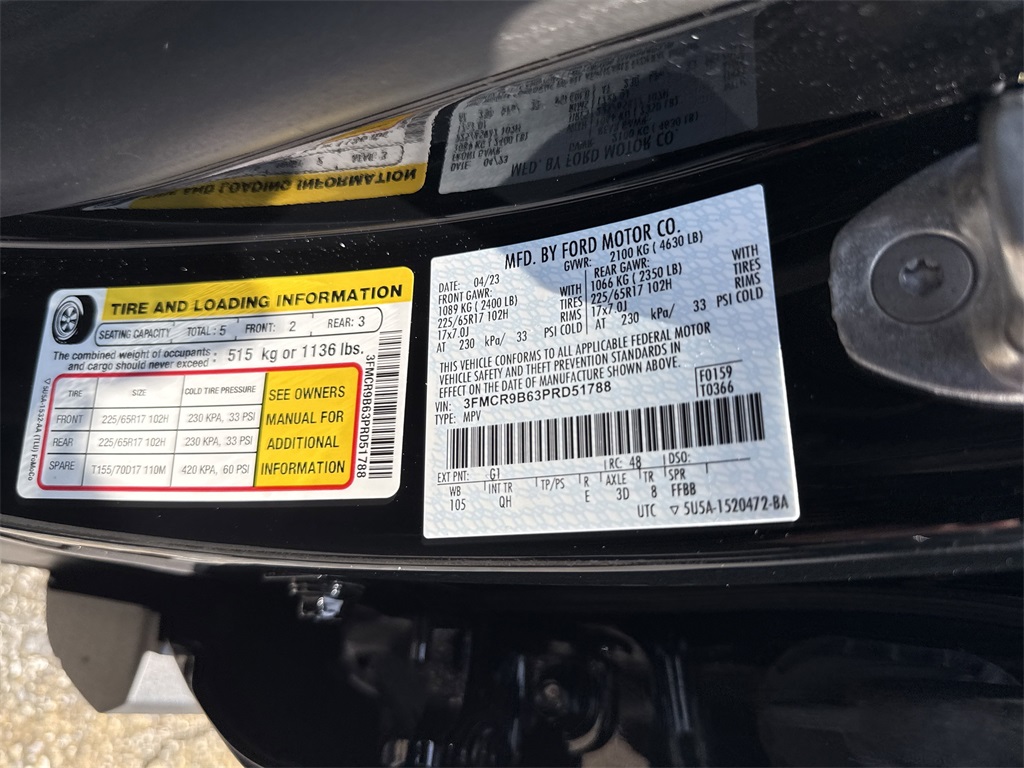 TIRE AND LOADING INFORMATION
SEATING CAPACITY TOTAL: 5 FRONT: 2 REAR: 3
The combined weight of occupants and cargo should never exceed : 515 kg or 1136 lbs.
TIRE SIZE COLD TIRE PRESSURE
FRONT 225/65R17 102H 230 KPA, 33 PSI
REAR 225/65R17 102H 230 KPA, 33 PSI
SPARE T155/70D17 110M 420 KPA, 60 PSI
SEE OWNERS
MANUAL FOR
ADDITIONAL
INFORMATION
3FMCR9B63PRD51788
5U5A-1532-AA (TLU) FoMoCo
MFD. BY FORD MOTOR CO.
DATE: 04/23 GVWR: 2100 KG ( 4630 LB)
FRONT GAWR: REAR GAWR:
1089 KG ( 2400 LB) WITH 1066 KG ( 2350 LB) WITH
225/65R17 102H TIRES 225/65R17 102H TIRES
17x7.0J RIMS 17x7.0J RIMS
AT 230 kPa/ 33 PSI COLD AT 230 kPa/ 33 PSI COLD
THIS VEHICLE CONFORMS TO ALL APPLICABLE FEDERAL MOTOR
VEHICLE SAFETY AND THEFT PREVENTION STANDARDS IN
EFFECT ON THE DATE OF MANUFACTURE SHOWN ABOVE.
VIN: 3FMCR9B63PRD51788 F0159
TYPE: MPV T0366
EXT PNT: G1 RC: 48 DSO:
WB INT TR TP/PS R AXLE TR SPR
105 QH E 3D 8 FFBB
UTC 5U5A-1520472-BA